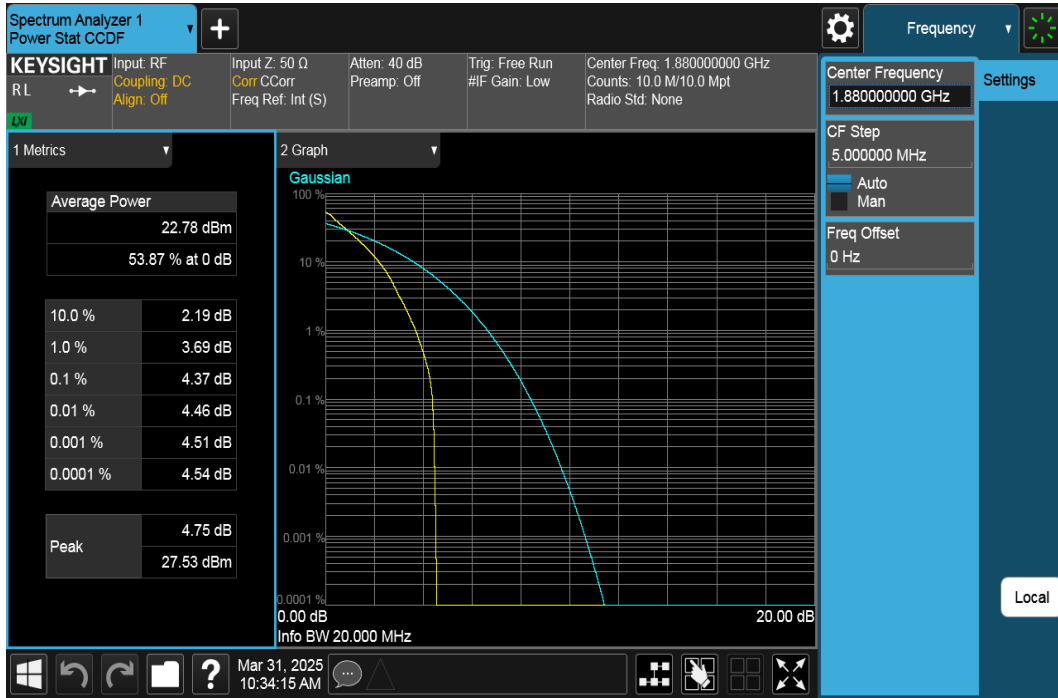 Spectrum Analyzer 1
Power Stat CCDF
Frequency
KEYSIGHT
RL
LXI
Input: RF
Coupling: DC
Align: Off
Input Z: 50 Ω
Corr CCorr
Freq Ref: Int (S)
Atten: 40 dB
Preamp: Off
Trig: Free Run
#IF Gain: Low
Center Freq: 1.880000000 GHz
Counts: 10.0 M/10.0 Mpt
Radio Std: None
Center Frequency
1.880000000 GHz
Settings
CF Step
5.000000 MHz
Auto
Man
Freq Offset
0 Hz
1 Metrics
Average Power
22.78 dBm
53.87 % at 0 dB
10.0 % 2.19 dB
1.0 % 3.69 dB
0.1 % 4.37 dB
0.01 % 4.46 dB
0.001 % 4.51 dB
0.0001 % 4.54 dB
Peak
4.75 dB
27.53 dBm
2 Graph
Gaussian
100 %
10 %
1 %
0.1 %
0.01 %
0.001 %
0.0001 %
0.00 dB 20.00 dB
Info BW 20.000 MHz
Local
?
Mar 31, 2025
10:34:15 AM